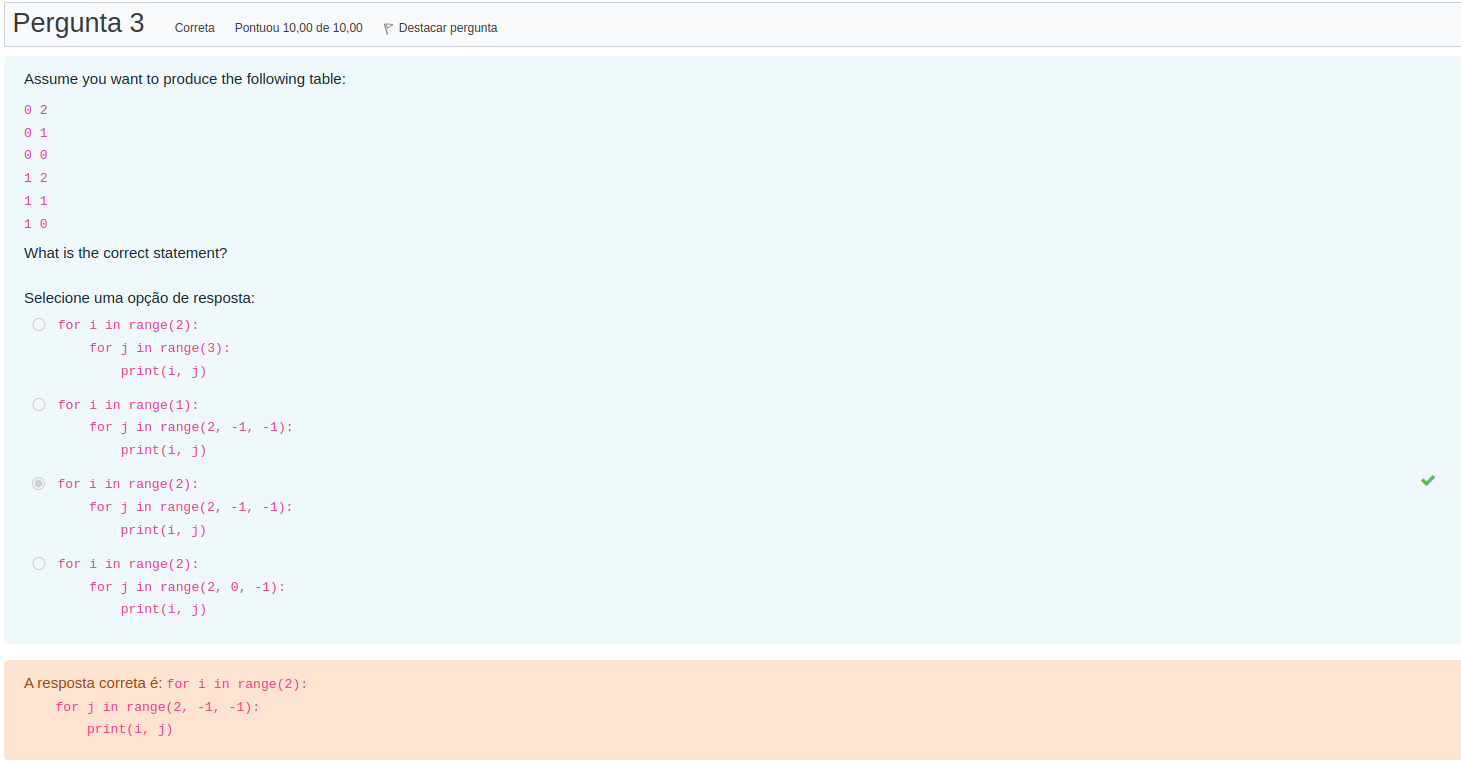 Pergunta 3 Correta Pontuou 10,00 de 10,00 Destacar pergunta
Assume you want to produce the following table:
0 2
0 1
0 0
1 2
1 1
1 0
What is the correct statement?
Selecione uma opção de resposta:
for i in range(2):
    for j in range(3):
        print(i, j)
for i in range(1):
    for j in range(2, -1, -1):
        print(i, j)
for i in range(2):
    for j in range(2, -1, -1):
        print(i, j)
for i in range(2):
    for j in range(2, 0, -1):
        print(i, j)
A resposta correta é: for i in range(2):
    for j in range(2, -1, -1):
        print(i, j)